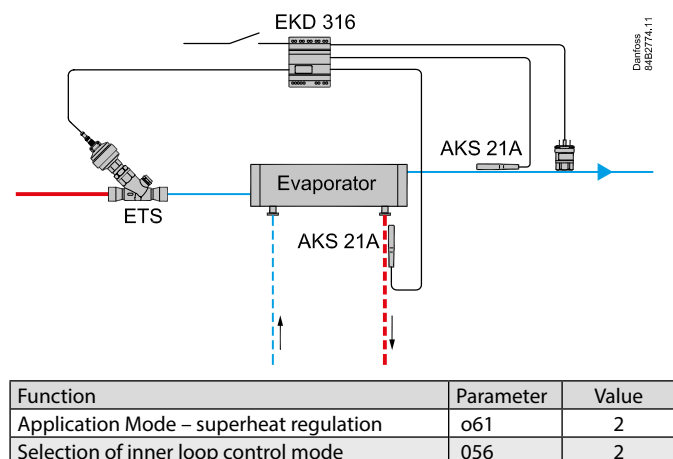 EKD 316
Danfoss
84B2774.11
AKS 21A
Evaporator
ETS
AKS 21A
Function Parameter Value
Application Mode – superheat regulation o61 2
Selection of inner loop control mode 056 2